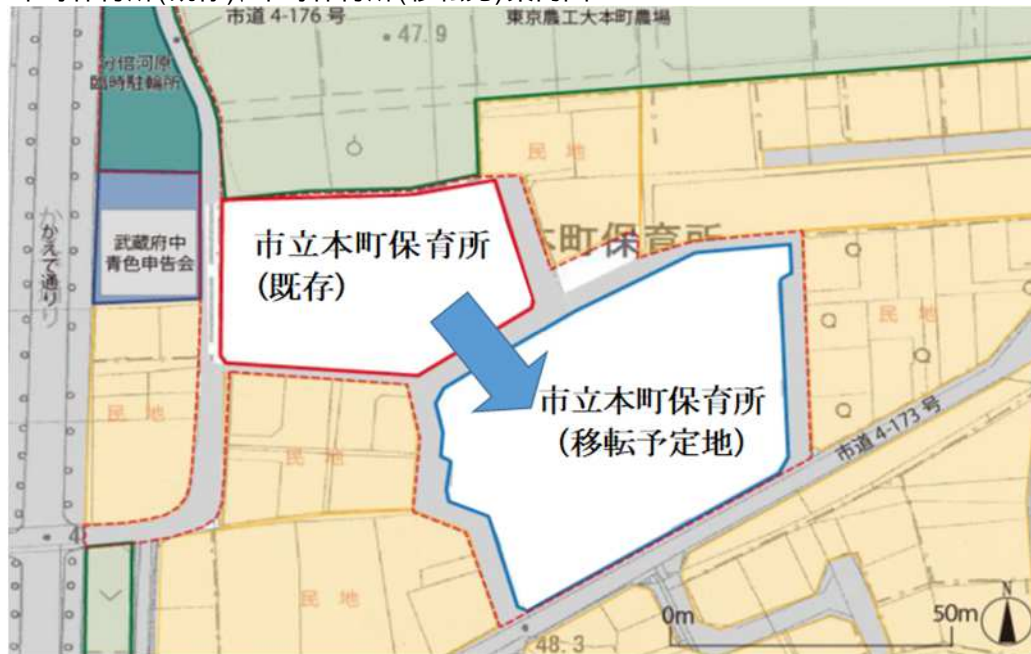 市道 4-176 号
東京農工大本町農場
47.9
分倍河原
臨時駐輪所
民 地
武蔵府中
青色申告会
市立本町保育所
(既存)
本町保育所
かえで通り
民 地
市立本町保育所
(移転予定地)
民 地
民 地
市道 4-173 号
民 地
4
48.3
0m
50m
N